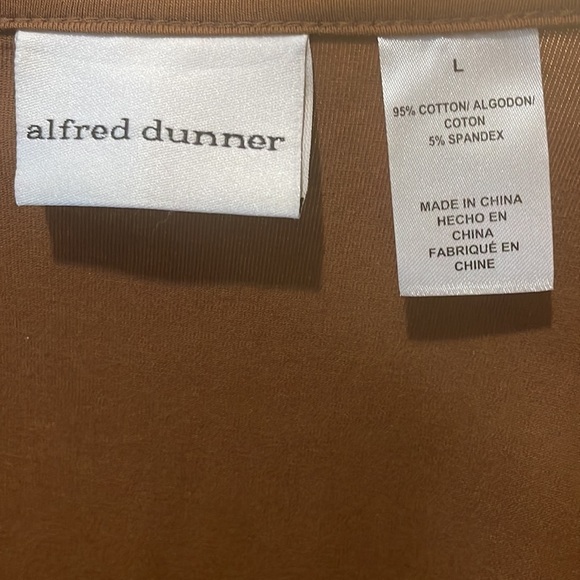 alfred dunner
L
95% COTTON/ ALGODON/
COTON
5% SPANDEX
MADE IN CHINA
HECHO EN
CHINA
FABRIQUÉ EN
CHINE